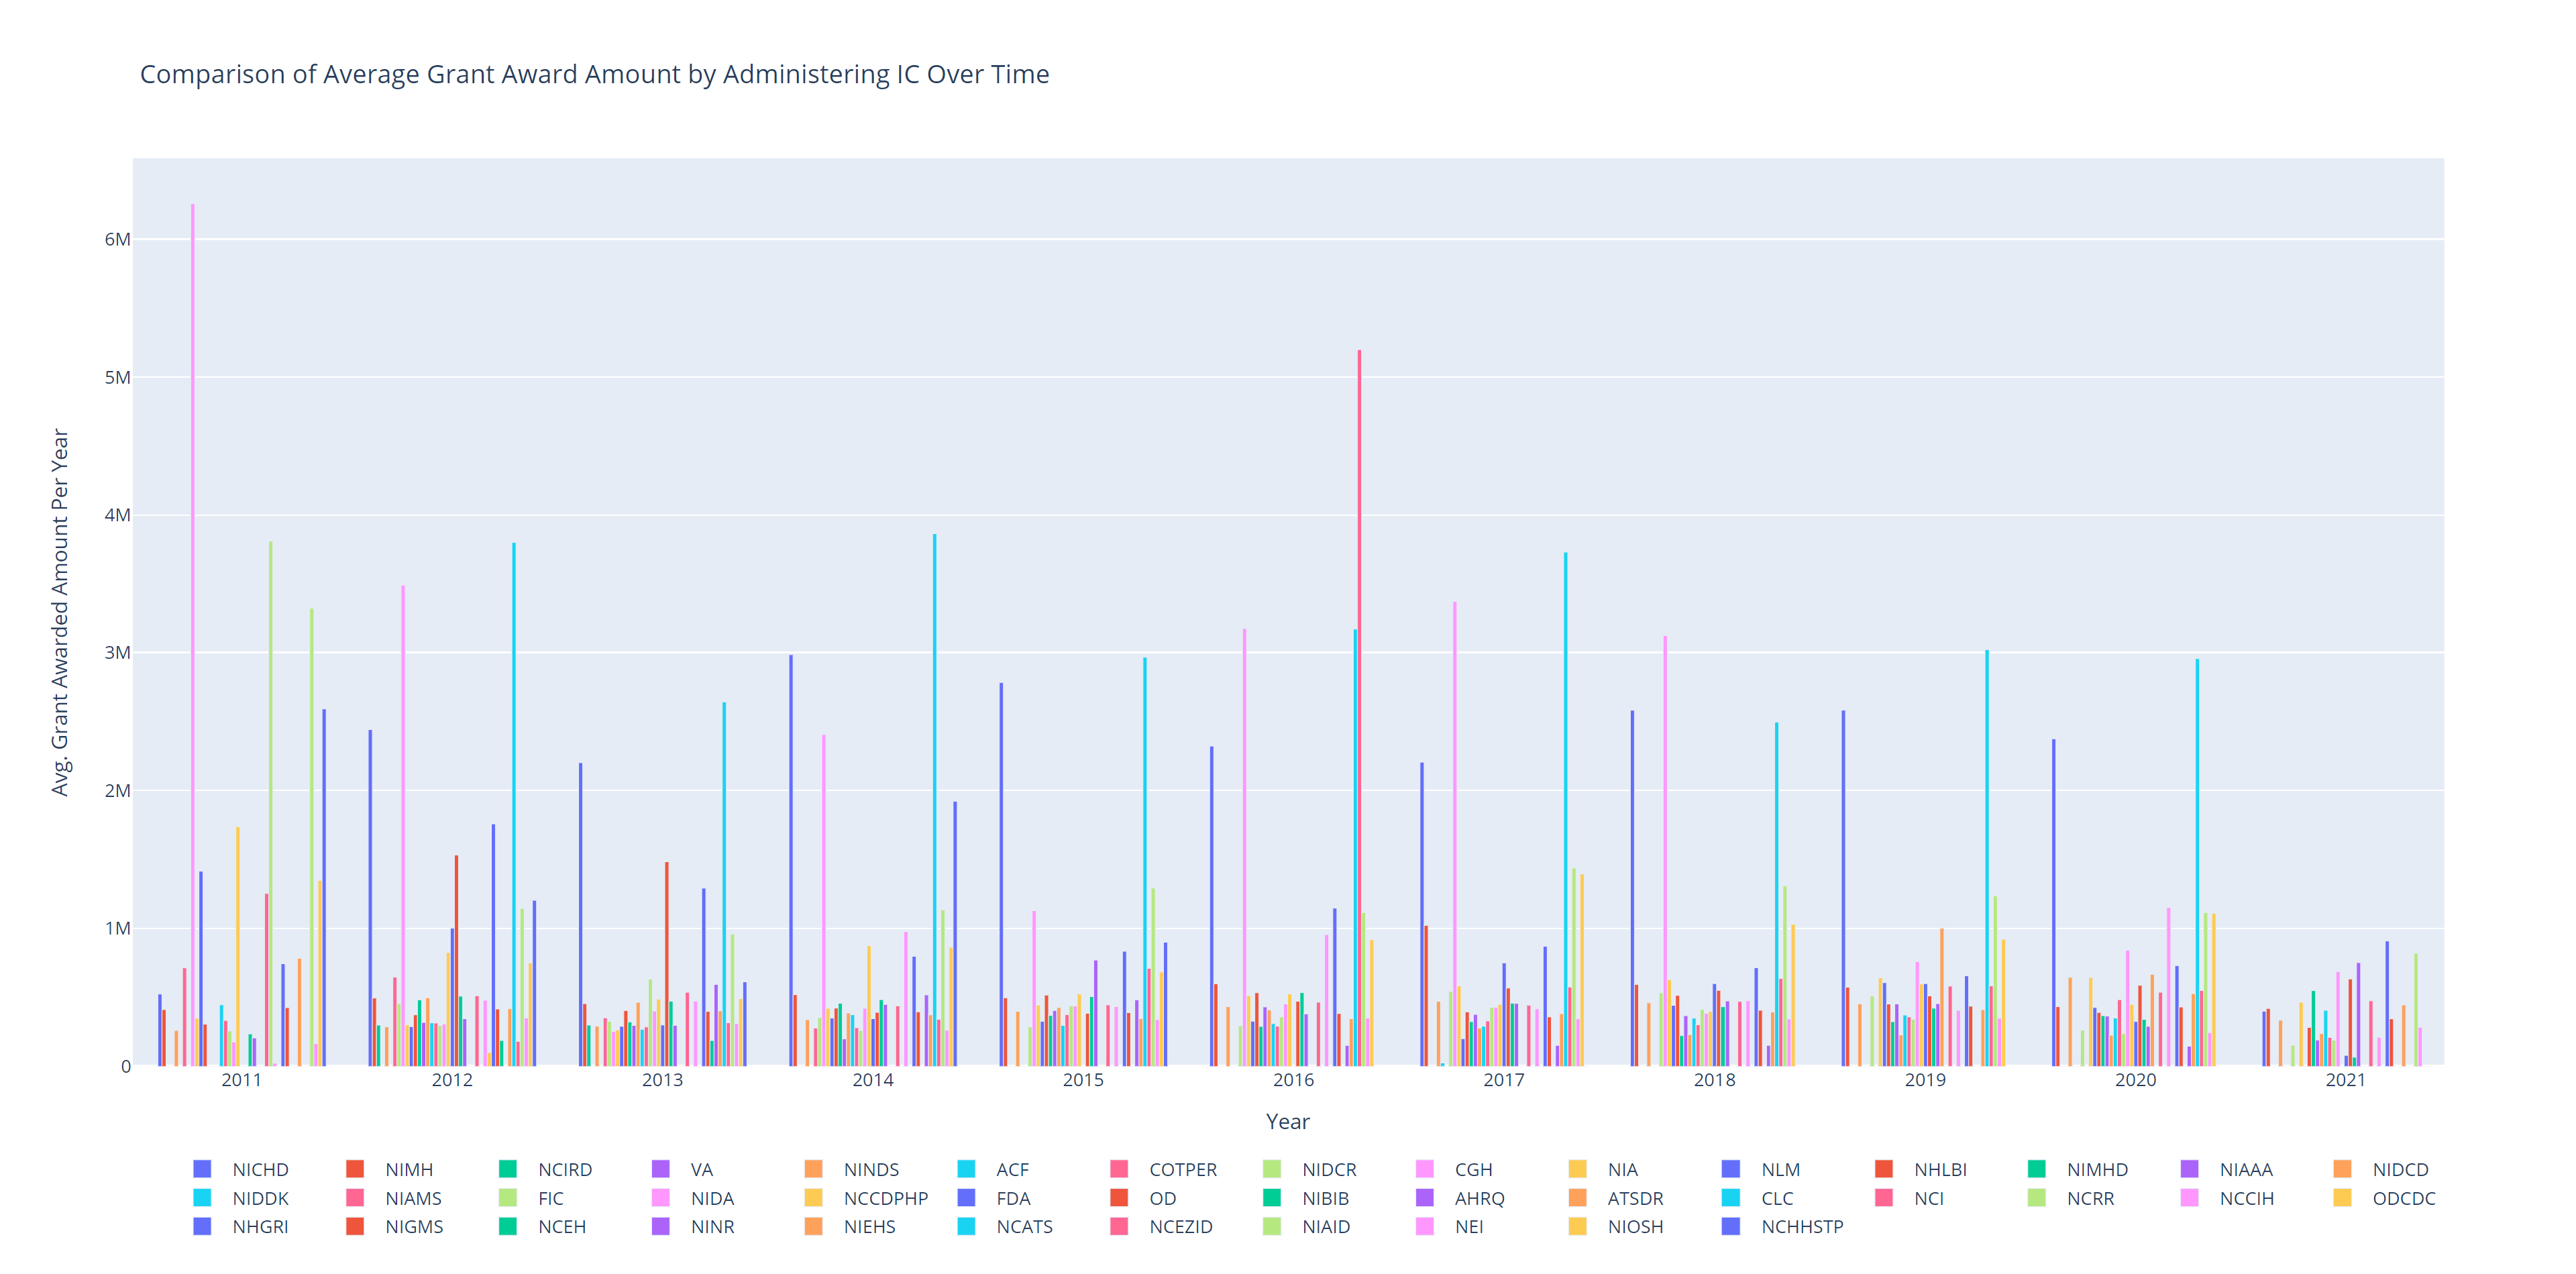 Comparison of Average Grant Award Amount by Administering IC Over Time
Avg. Grant Awarded Amount Per Year
6M
5M
4M
3M
2M
1M
0
2011 2012 2013 2014 2015 2016 2017 2018 2019 2020 2021
Year
NICHD NIMH NCIRD VA NINDS ACF COTPER NIDCR CGH NIA NLM NHLBI NIMHD NIAAA NIDCD
NIDDK NIAMS FIC NIDA NCCDPHP FDA OD NIBIB AHRQ ATSDR CLC NCI NCRR NCCIH ODCDC
NHGRI NIGMS NCEH NINR NIEHS NCATS NCEZID NIAID NEI NIOSH NCHHSTP